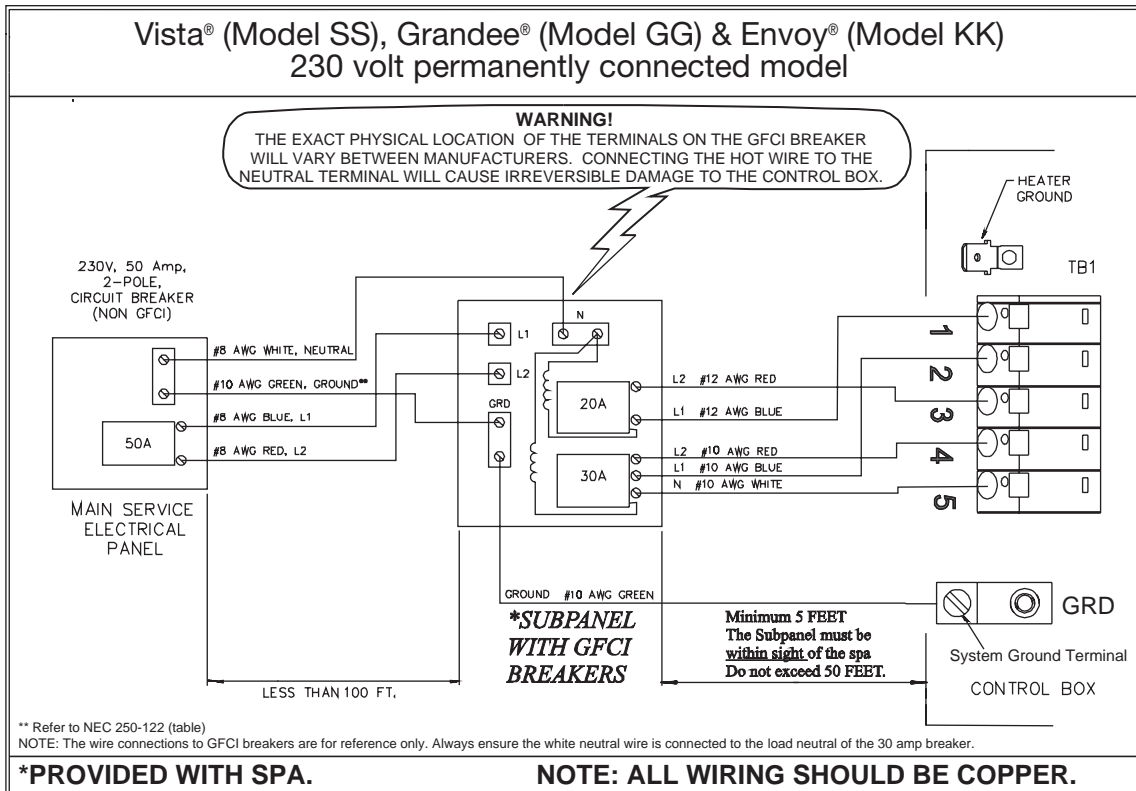 Vista® (Model SS), Grandee® (Model GG) & Envoy® (Model KK)
230 volt permanently connected model
WARNING!
THE EXACT PHYSICAL LOCATION OF THE TERMINALS ON THE GFCI BREAKER
WILL VARY BETWEEN MANUFACTURERS. CONNECTING THE HOT WIRE TO THE
NEUTRAL TERMINAL WILL CAUSE IRREVERSIBLE DAMAGE TO THE CONTROL BOX.
HEATER
GROUND
TB1
230V, 50 Amp,
2-POLE,
CIRCUIT BREAKER
(NON GFCI)
#8 AWG WHITE, NEUTRAL
#10 AWG GREEN, GROUND**
#8 AWG BLUE, L1
#8 AWG RED, L2
50A
MAIN SERVICE
ELECTRICAL
PANEL
N
L1
L2
GRD
20A
30A
L2 #12 AWG RED
L1 #12 AWG BLUE
L2 #10 AWG RED
L1 #10 AWG BLUE
N #10 AWG WHITE
1
2
3
4
5
GROUND #10 AWG GREEN
*SUBPANEL
WITH GFCI
BREAKERS
Minimum 5 FEET
The Subpanel must be
within sight of the spa
Do not exceed 50 FEET.
GRD
System Ground Terminal
CONTROL BOX
LESS THAN 100 FT.
** Refer to NEC 250-122 (table)
NOTE: The wire connections to GFCI breakers are for reference only. Always ensure the white neutral wire is connected to the load neutral of the 30 amp breaker.
*PROVIDED WITH SPA.
NOTE: ALL WIRING SHOULD BE COPPER.